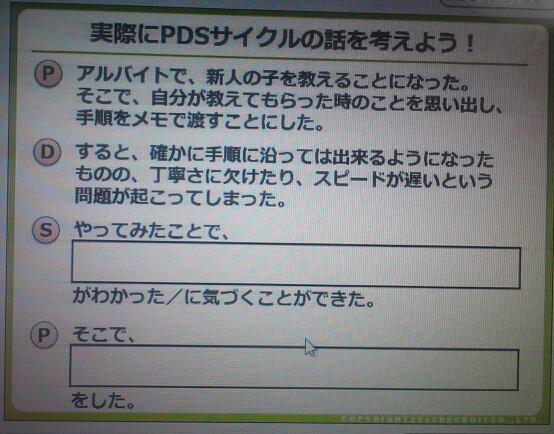 実際にPDSサイクルの話を考えよう！
P アルバイトで、新人の子を教えることになった。
そこで、自分が教えてもらった時のことを思い出し、
手順をメモで渡すことにした。
D すると、確かに手順に沿っては出来るようになった
ものの、丁寧さに欠けたり、スピードが遅いという
問題が起こってしまった。
S やってみたことで、
がわかった／に気づくことができた。
P そこで、
をした。
COPYRIGHT2012RECRUITCO.,LTD.